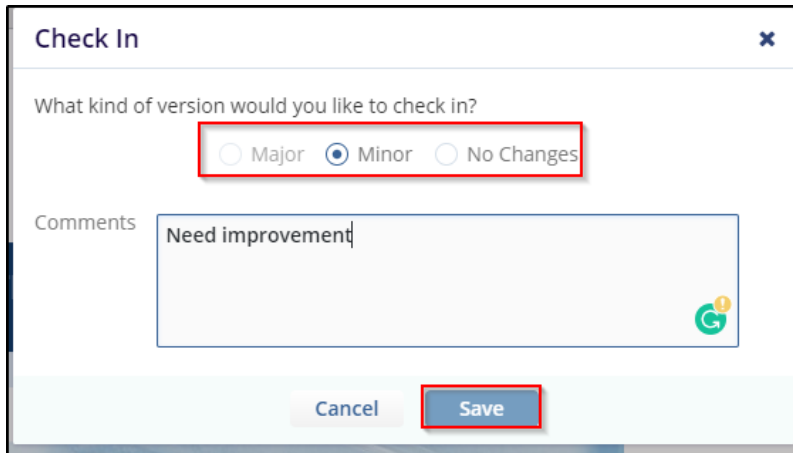 Check In
What kind of version would you like to check in?
Major Minor No Changes
Comments
Need improvement
Cancel Save